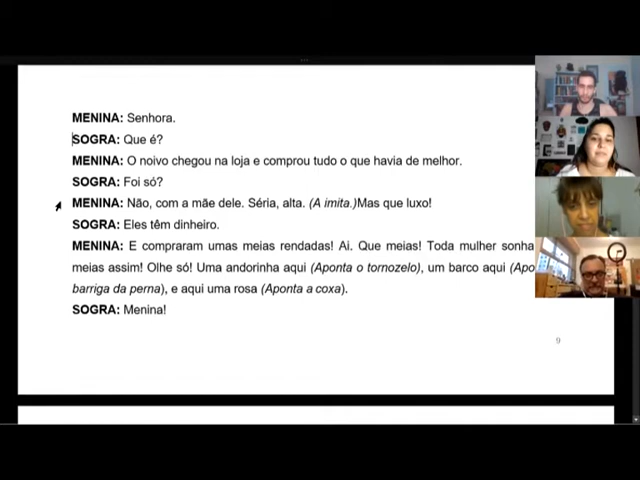 MENINA: Senhora.
SOGRA: Que é?
MENINA: O noivo chegou na loja e comprou tudo o que havia de melhor.
SOGRA: Foi só?
MENINA: Não, com a mãe dele. Séria, alta. (A imita.)Mas que luxo!
SOGRA: Eles têm dinheiro.
MENINA: E compraram umas meias rendadas! Ai. Que meias! Toda mulher sonha
meias assim! Olhe só! Uma andorinha aqui (Aponta o tornozelo), um barco aqui
barriga da perna), e aqui uma rosa (Aponta a coxa).
SOGRA: Menina!
9